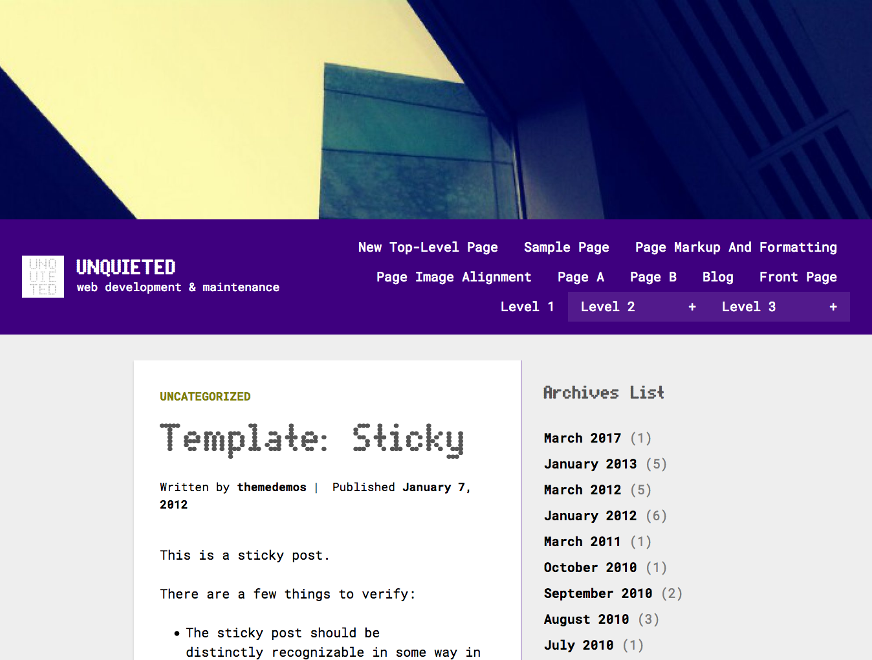 UNQ
UIE
TED
UNQUIETED
web development & maintenance
New Top-Level Page Sample Page Page Markup And Formatting
Page Image Alignment Page A Page B Blog Front Page
Level 1 Level 2 + Level 3 +
UNCATEGORIZED
Template: Sticky
Written by themedemos | Published January 7,
2012
This is a sticky post.
There are a few things to verify:
• The sticky post should be
distinctly recognizable in some way in
Archives List
March 2017 (1)
January 2013 (5)
March 2012 (5)
January 2012 (6)
March 2011 (1)
October 2010 (1)
September 2010 (2)
August 2010 (3)
July 2010 (1)